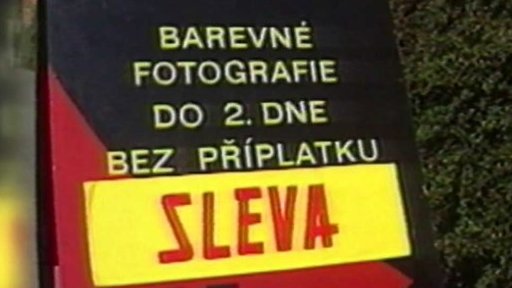 BAREVNÉ
FOTOGRAFIE
DO 2. DNE
BEZ PŘÍPLATKU
SLEVA